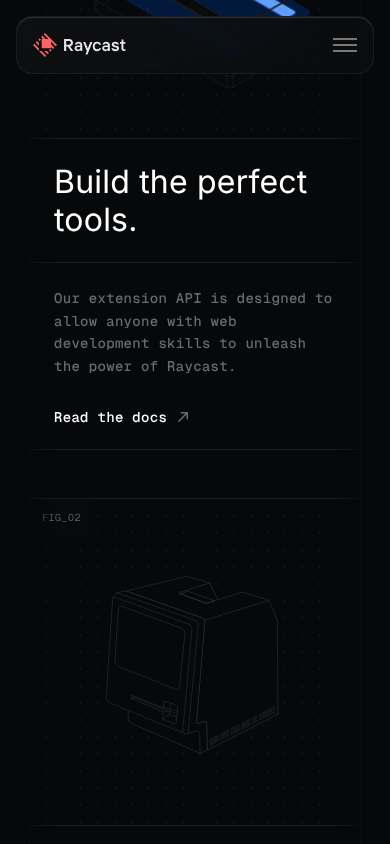 Raycast
Build the perfect
tools.
Our extension API is designed to
allow anyone with web
development skills to unleash
the power of Raycast.
Read the docs
FIG_02